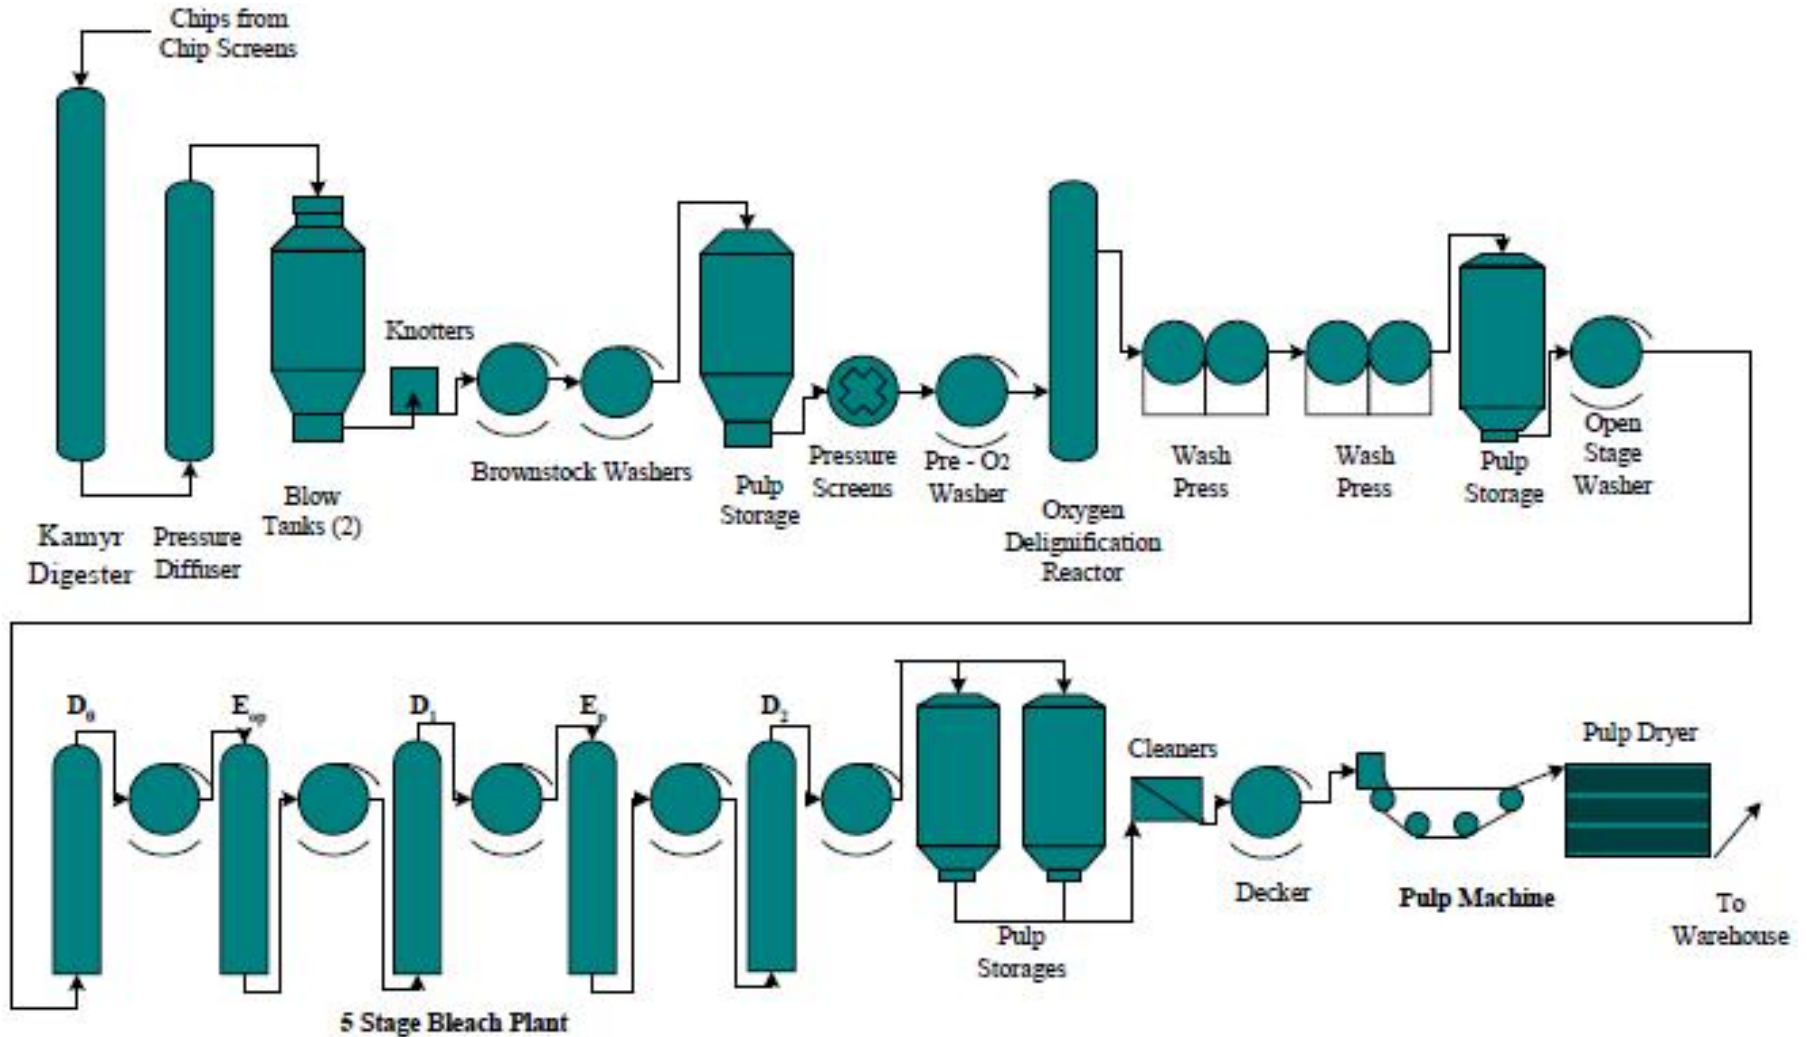 Chips from
Chip Screens
Knotters
Brownstock Washers
Blow
Tanks (2)
Kamyr
Digester
Pressure
Diffuser
Pulp
Storage
Pressure
Screens
Pre - O2
Washer
Oxygen
Delignification
Reactor
Wash
Press
Wash
Press
Pulp
Storage
Open
Stage
Washer
D0
Eop
D1
Ep
D2
Cleaners
Pulp Dryer
Decker
Pulp Machine
To
Warehouse
Pulp
Storages
5 Stage Bleach Plant